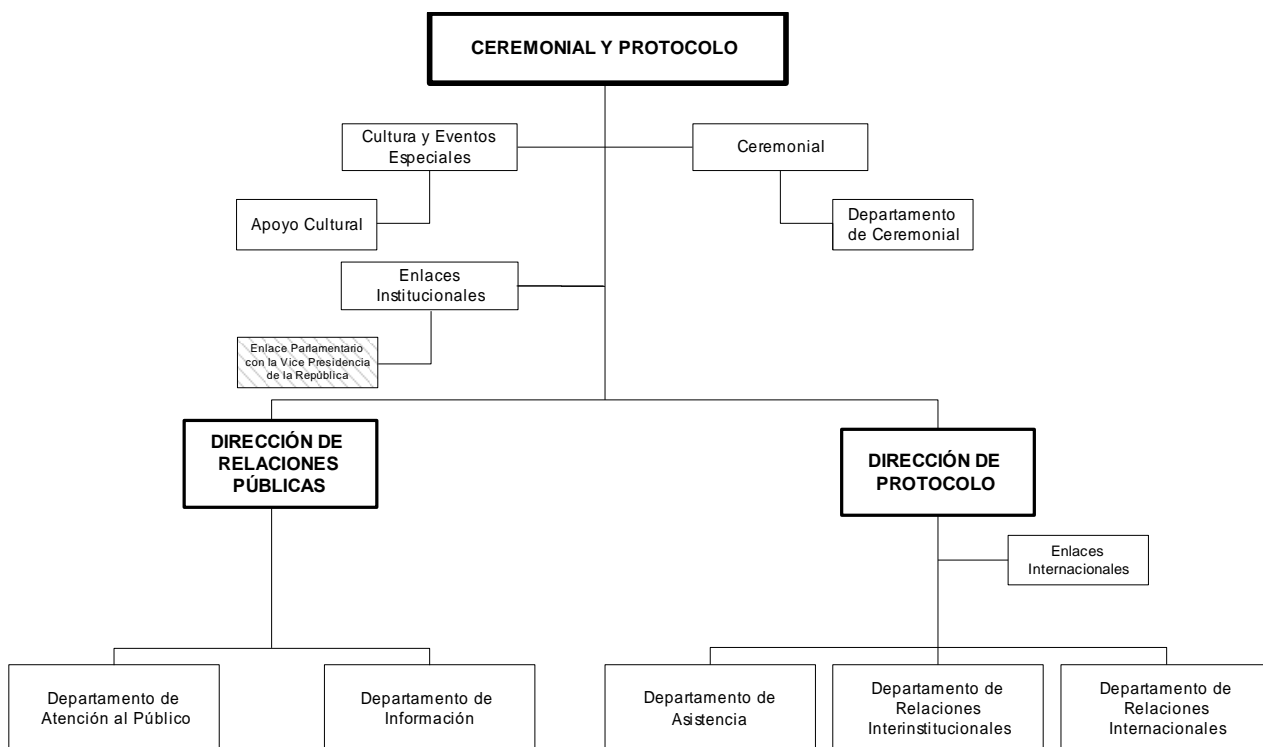 CEREMONIAL Y PROTOCOLO
Cultura y Eventos
Especiales
Ceremonial
Apoyo Cultural
Departamento
de Ceremonial
Enlaces
Institucionales
Enlace Parlamentario
con la Vice Presidencia
de la República
DIRECCIÓN DE
RELACIONES
PÚBLICAS
DIRECCIÓN DE
PROTOCOLO
Enlaces
Internacionales
Departamento de
Atención al Público
Departamento de
Información
Departamento de
Asistencia
Departamento de
Relaciones
Interinstitucionales
Departamento de
Relaciones
Internacionales